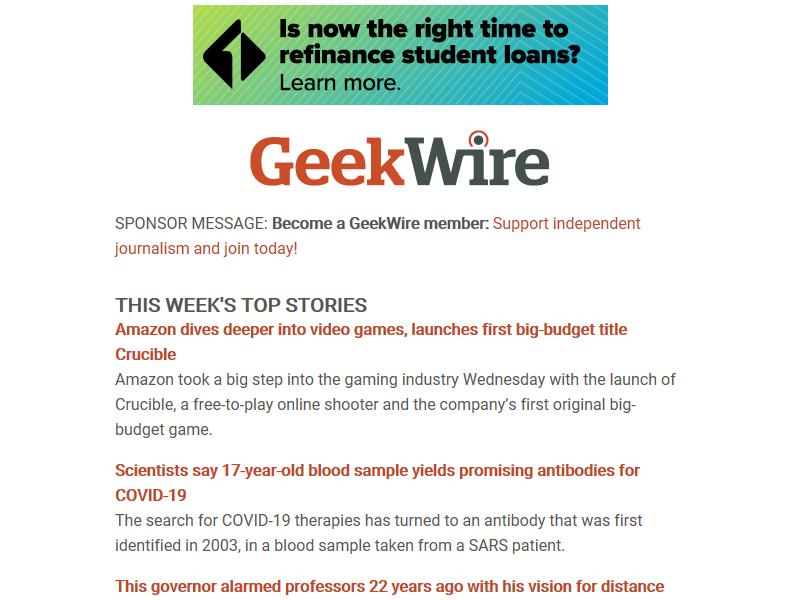 Is now the right time to
refinance student loans?
Learn more.
GeekWire
SPONSOR MESSAGE: Become a GeekWire member: Support independent
journalism and join today!
THIS WEEK'S TOP STORIES
Amazon dives deeper into video games, launches first big-budget title
Crucible
Amazon took a big step into the gaming industry Wednesday with the launch of
Crucible, a free-to-play online shooter and the company’s first original big-
budget game.
Scientists say 17-year-old blood sample yields promising antibodies for
COVID-19
The search for COVID-19 therapies has turned to an antibody that was first
identified in 2003, in a blood sample taken from a SARS patient.
This governor alarmed professors 22 years ago with his vision for distance